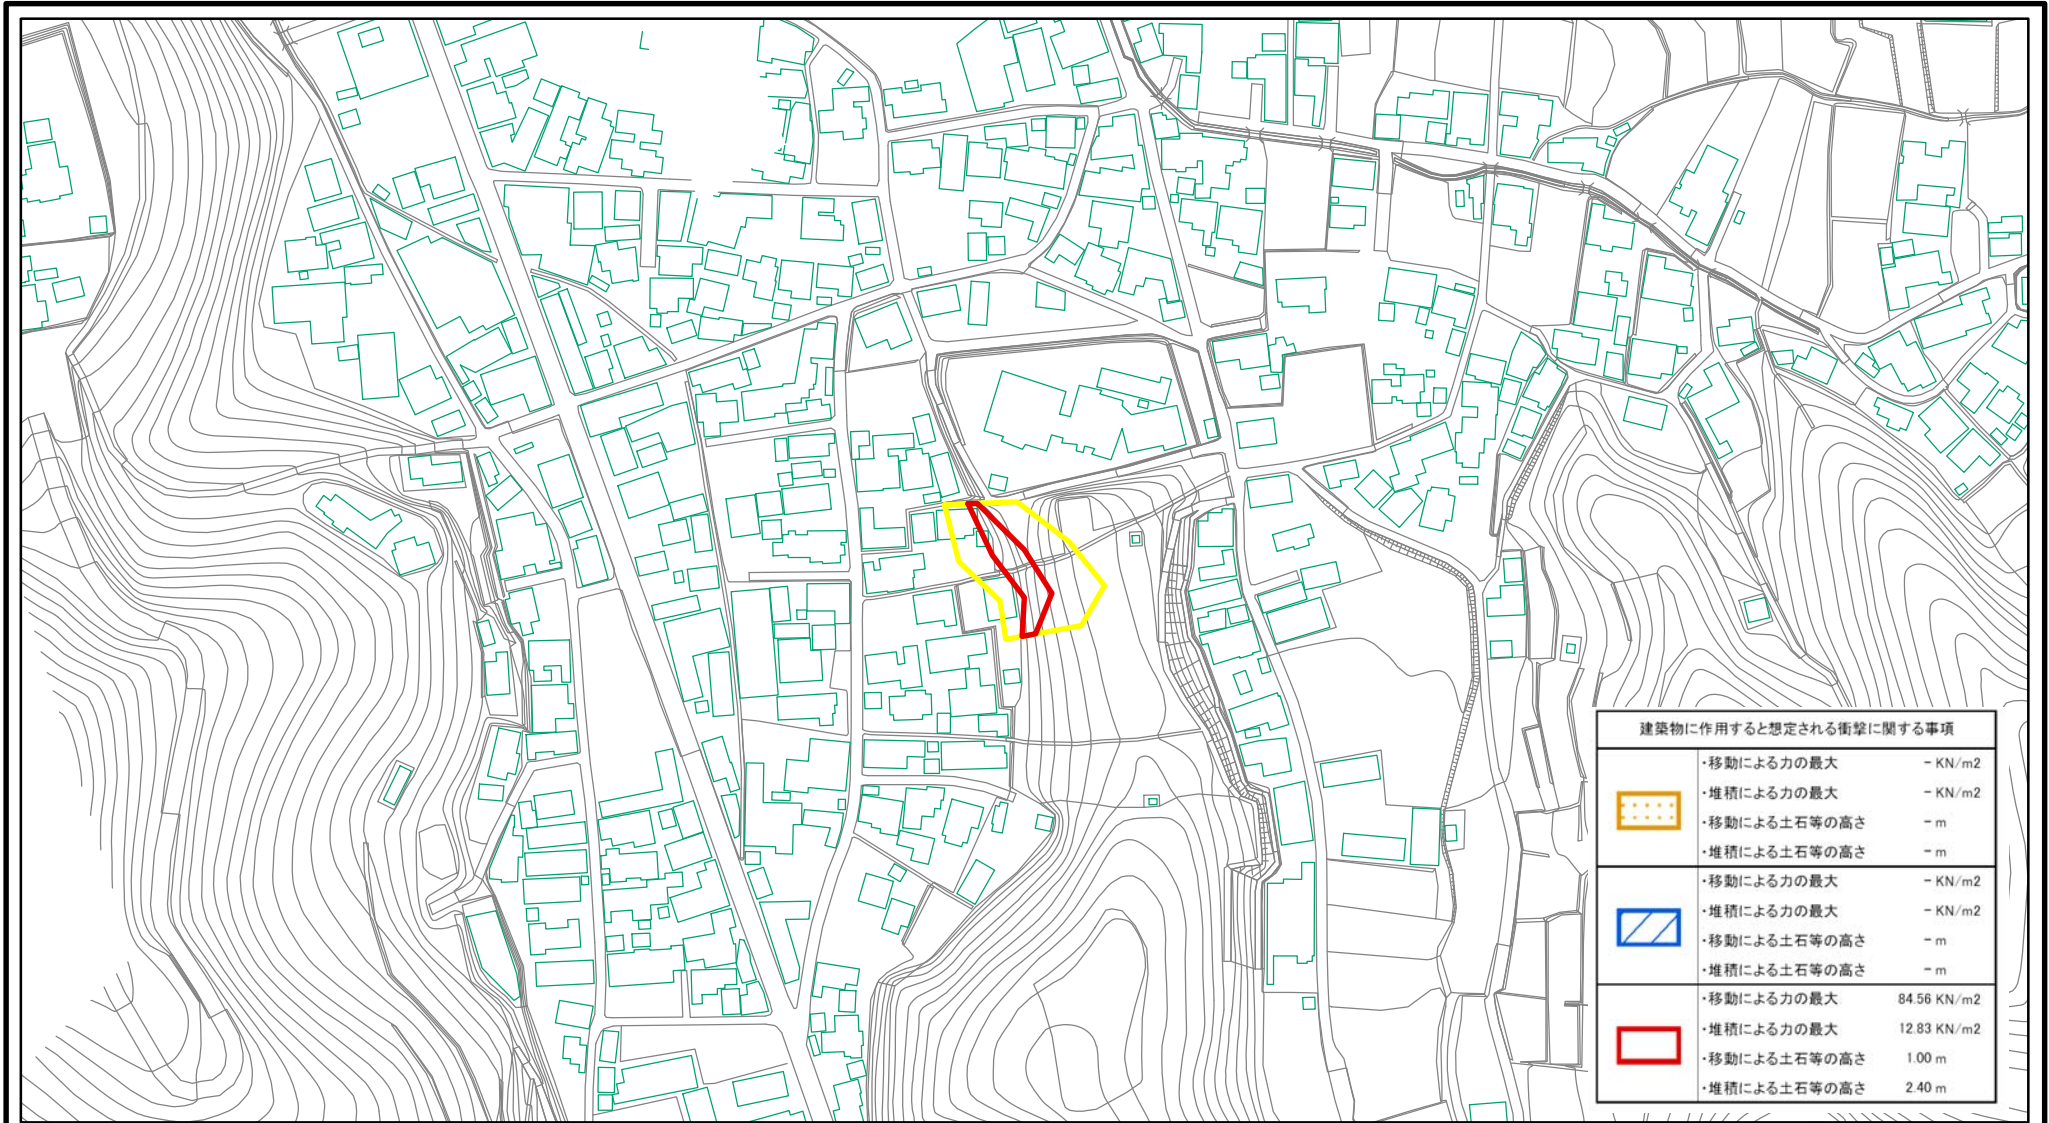 建築物に作用すると想定される衝撃に関する事項
・移動による力の最大 － KN/m2
・堆積による力の最大 － KN/m2
・移動による土石等の高さ － m
・堆積による土石等の高さ － m
・移動による力の最大 － KN/m2
・堆積による力の最大 － KN/m2
・移動による土石等の高さ － m
・堆積による土石等の高さ － m
・移動による力の最大 84.56 KN/m2
・堆積による力の最大 12.83 KN/m2
・移動による土石等の高さ 1.00 m
・堆積による土石等の高さ 2.40 m